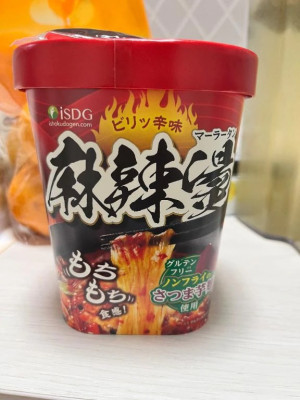 iSDG
ishokudogen.com
ピリッ辛味
マーラータン
麻辣湯
もち
もち
食感!
グルテン
フリー
ノンフライ
さつま芋
使用